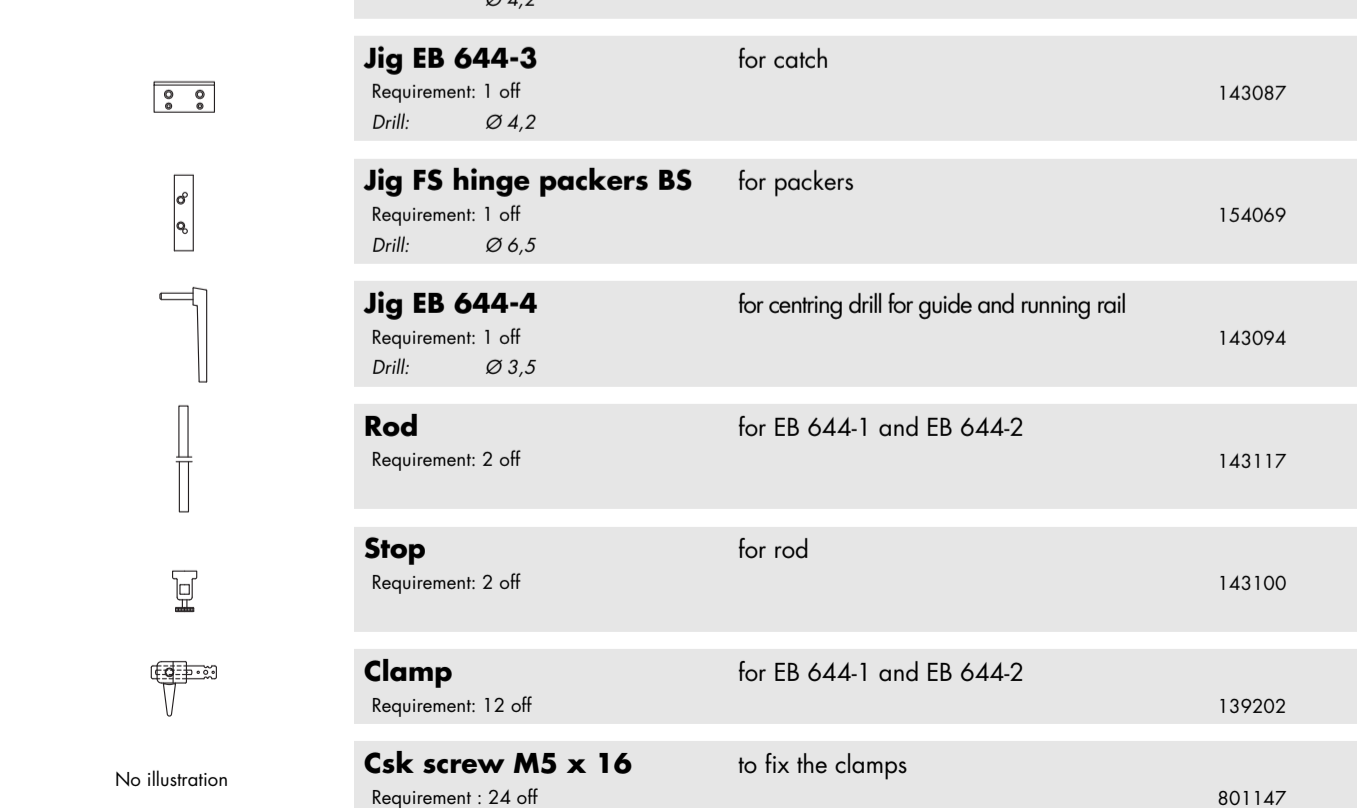 Ø 4,2
Jig EB 644-3 for catch
Requirement: 1 off 143087
Drill: Ø 4,2
Jig FS hinge packers BS for packers
Requirement: 1 off 154069
Drill: Ø 6,5
Jig EB 644-4 for centring drill for guide and running rail
Requirement: 1 off 143094
Drill: Ø 3,5
Rod for EB 644-1 and EB 644-2
Requirement: 2 off 143117
Stop for rod
Requirement: 2 off 143100
Clamp for EB 644-1 and EB 644-2
Requirement: 12 off 139202
Csk screw M5 x 16 to fix the clamps
No illustration
Requirement : 24 off 801147